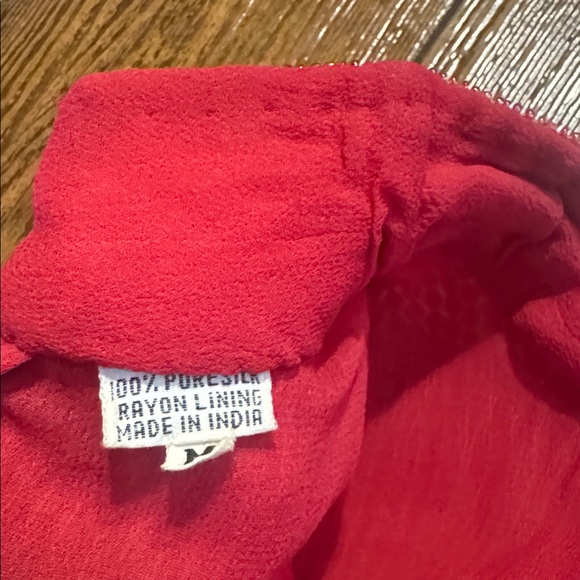 100% PURE SILK
RAYON LINING
MADE IN INDIA
M